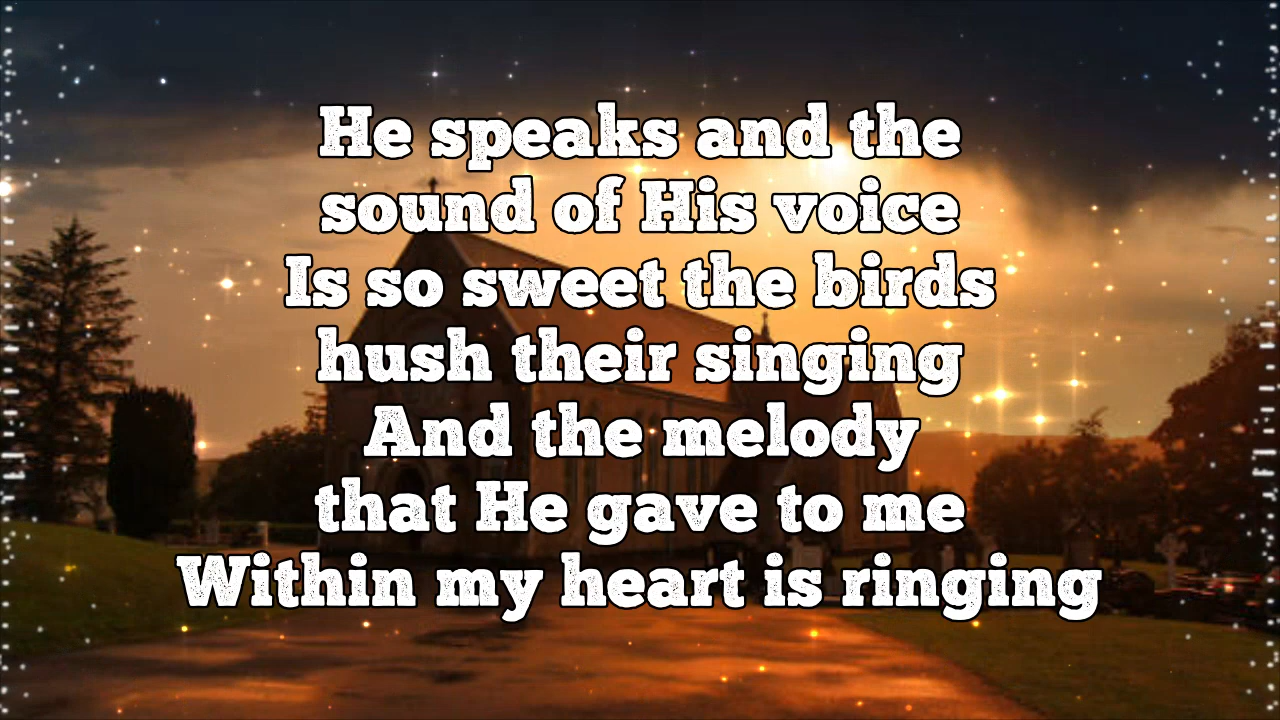 He speaks and the
sound of His voice
Is so sweet the birds
hush their singing
And the melody
that He gave to me
Within my heart is ringing